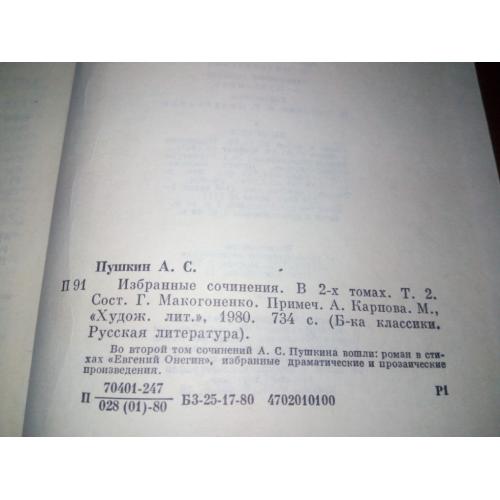 Пушкин А. С.
П 91 Избранные сочинения. В 2-х томах. Т. 2.
Сост. Г. Макогоненко. Примеч. А. Карпова. М.,
«Худож. лит.», 1980. 734 с. (Б-ка классики.
Русская литература).
Во второй том сочинений А. С. Пушкина вошли: роман в сти-
хах «Евгений Онегин», избранные драматические и прозаические
произведения.
70401-247
П 028 (01)-80 БЗ-25-17-80 4702010100 Р1